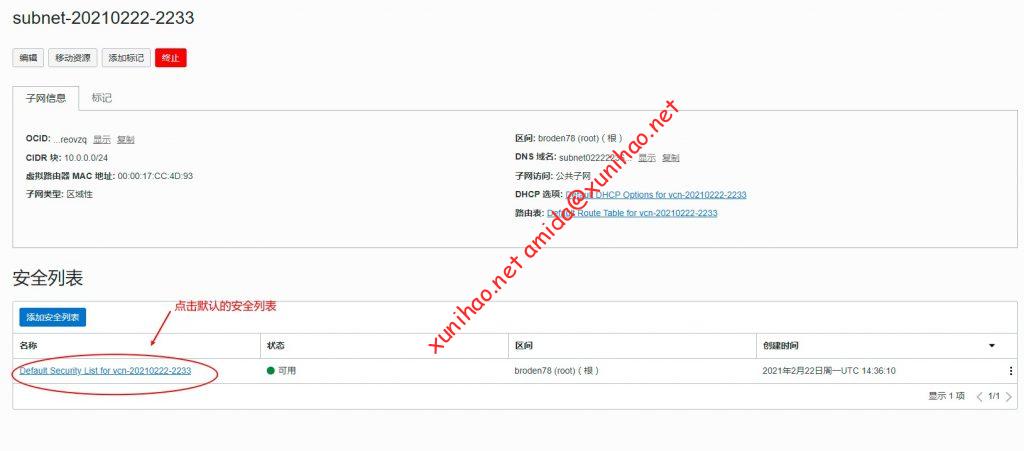 subnet-20210222-2233
编辑 移动资源 添加标记 终止
子网信息 标记
OCID: ...reovzq 显示 复制
CIDR 块: 10.0.0.0/24
虚拟路由器 MAC 地址: 00:00:17:CC:4D:93
子网类型: 区域性
区间: broden78 (root) ( 根 )
DNS 域名: subnet02222233... 显示 复制
子网访问: 公共子网
DHCP 选项: Default DHCP Options for vcn-20210222-2233
路由表: Default Route Table for vcn-20210222-2233
xunihao.net amida@xunihao.net
安全列表
点击默认的安全列表
添加安全列表
名称 状态 区间 创建时间
Default Security List for vcn-20210222-2233 可用 broden78 (root) ( 根 ) 2021年2月22日周一UTC 14:36:10
显示 1 项 1/1